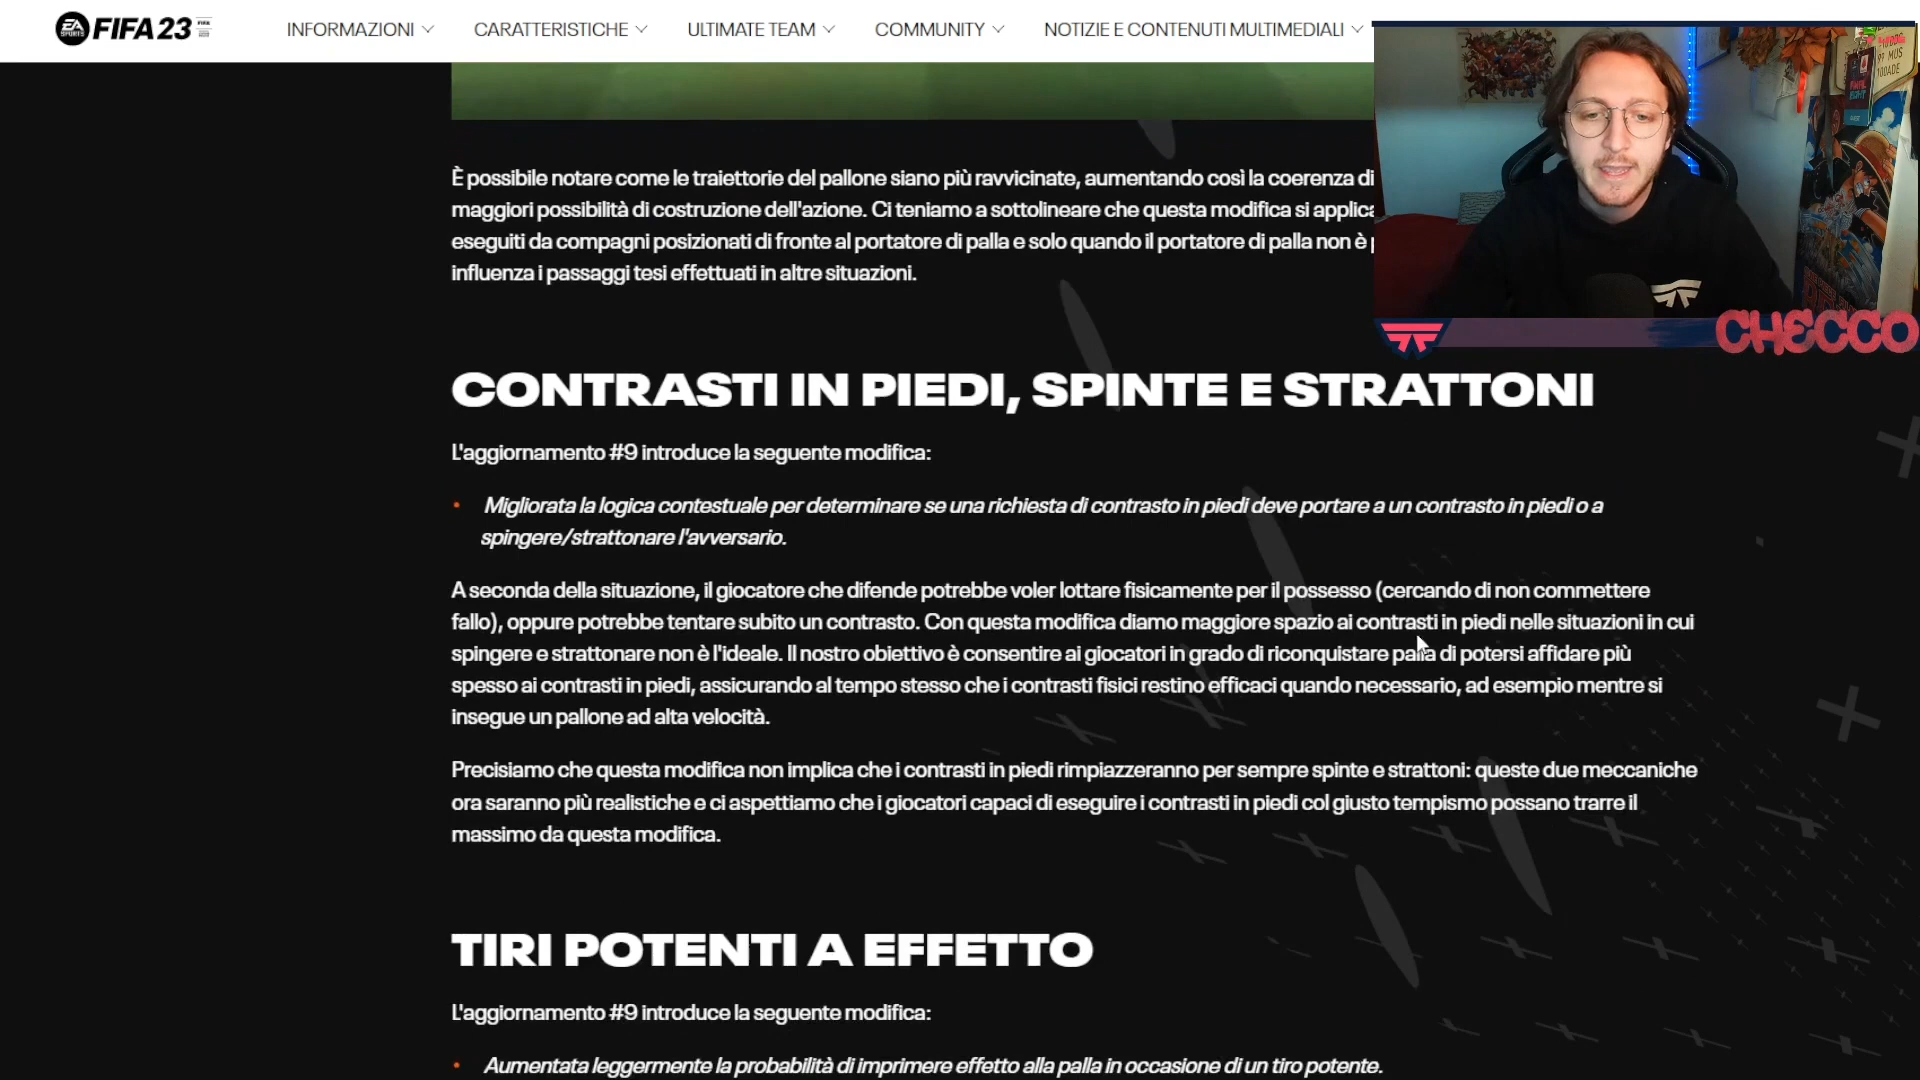 EA SPORTS FIFA 23
INFORMAZIONI
CARATTERISTICHE
ULTIMATE TEAM
COMMUNITY
NOTIZIE E CONTENUTI MULTIMEDIALI
È possibile notare come le traiettorie del pallone siano più ravvicinate, aumentando così la coerenza di
maggiori possibilità di costruzione dell'azione. Ci teniamo a sottolineare che questa modifica si applica
eseguiti da compagni posizionati di fronte al portatore di palla e solo quando il portatore di palla non è
influenza i passaggi tesi effettuati in altre situazioni.
CHECCO
CONTRASTI IN PIEDI, SPINTE E STRATTONI
L'aggiornamento #9 introduce la seguente modifica:
• Migliorata la logica contestuale per determinare se una richiesta di contrasto in piedi deve portare a un contrasto in piedi o a
spingere/strattonare l'avversario.
A seconda della situazione, il giocatore che difende potrebbe voler lottare fisicamente per il possesso (cercando di non commettere
fallo), oppure potrebbe tentare subito un contrasto. Con questa modifica diamo maggiore spazio ai contrasti in piedi nelle situazioni in cui
spingere e strattonare non è l'ideale. Il nostro obiettivo è consentire ai giocatori in grado di riconquistare palla di potersi affidare più
spesso ai contrasti in piedi, assicurando al tempo stesso che i contrasti fisici restino efficaci quando necessario, ad esempio mentre si
insegue un pallone ad alta velocità.
Precisiamo che questa modifica non implica che i contrasti in piedi rimpiazzeranno per sempre spinte e strattoni: queste due meccaniche
ora saranno più realistiche e ci aspettiamo che i giocatori capaci di eseguire i contrasti in piedi col giusto tempismo possano trarre il
massimo da questa modifica.
TIRI POTENTI A EFFETTO
L'aggiornamento #9 introduce la seguente modifica:
• Aumentata leggermente la probabilità di imprimere effetto alla palla in occasione di un tiro potente.